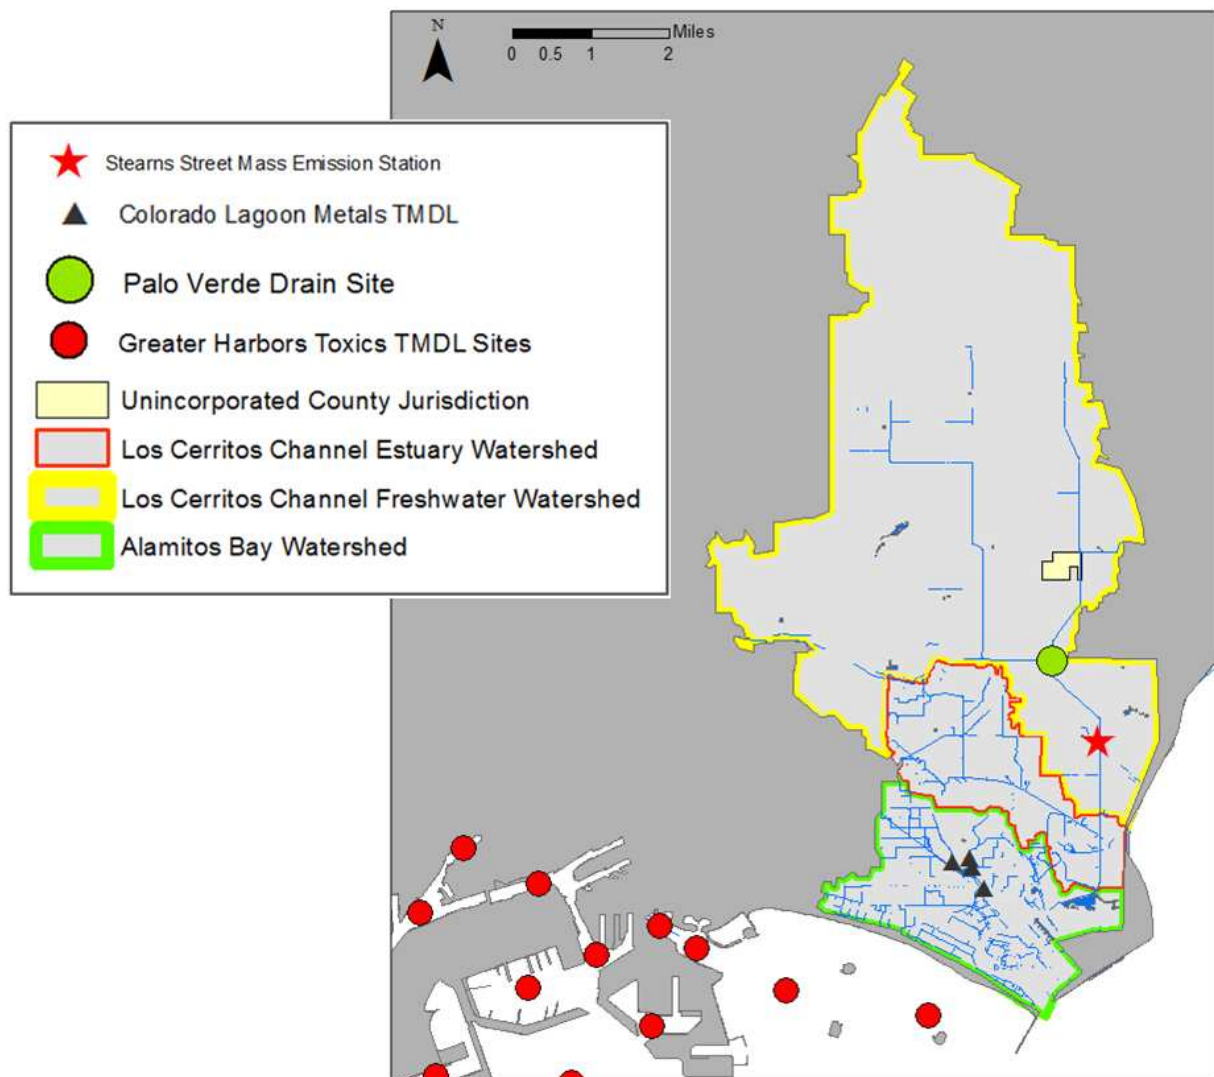 N
Miles
0 0.5 1 2
Stearns Street Mass Emission Station
Colorado Lagoon Metals TMDL
Palo Verde Drain Site
Greater Harbors Toxics TMDL Sites
Unincorporated County Jurisdiction
Los Cerritos Channel Estuary Watershed
Los Cerritos Channel Freshwater Watershed
Alamitos Bay Watershed